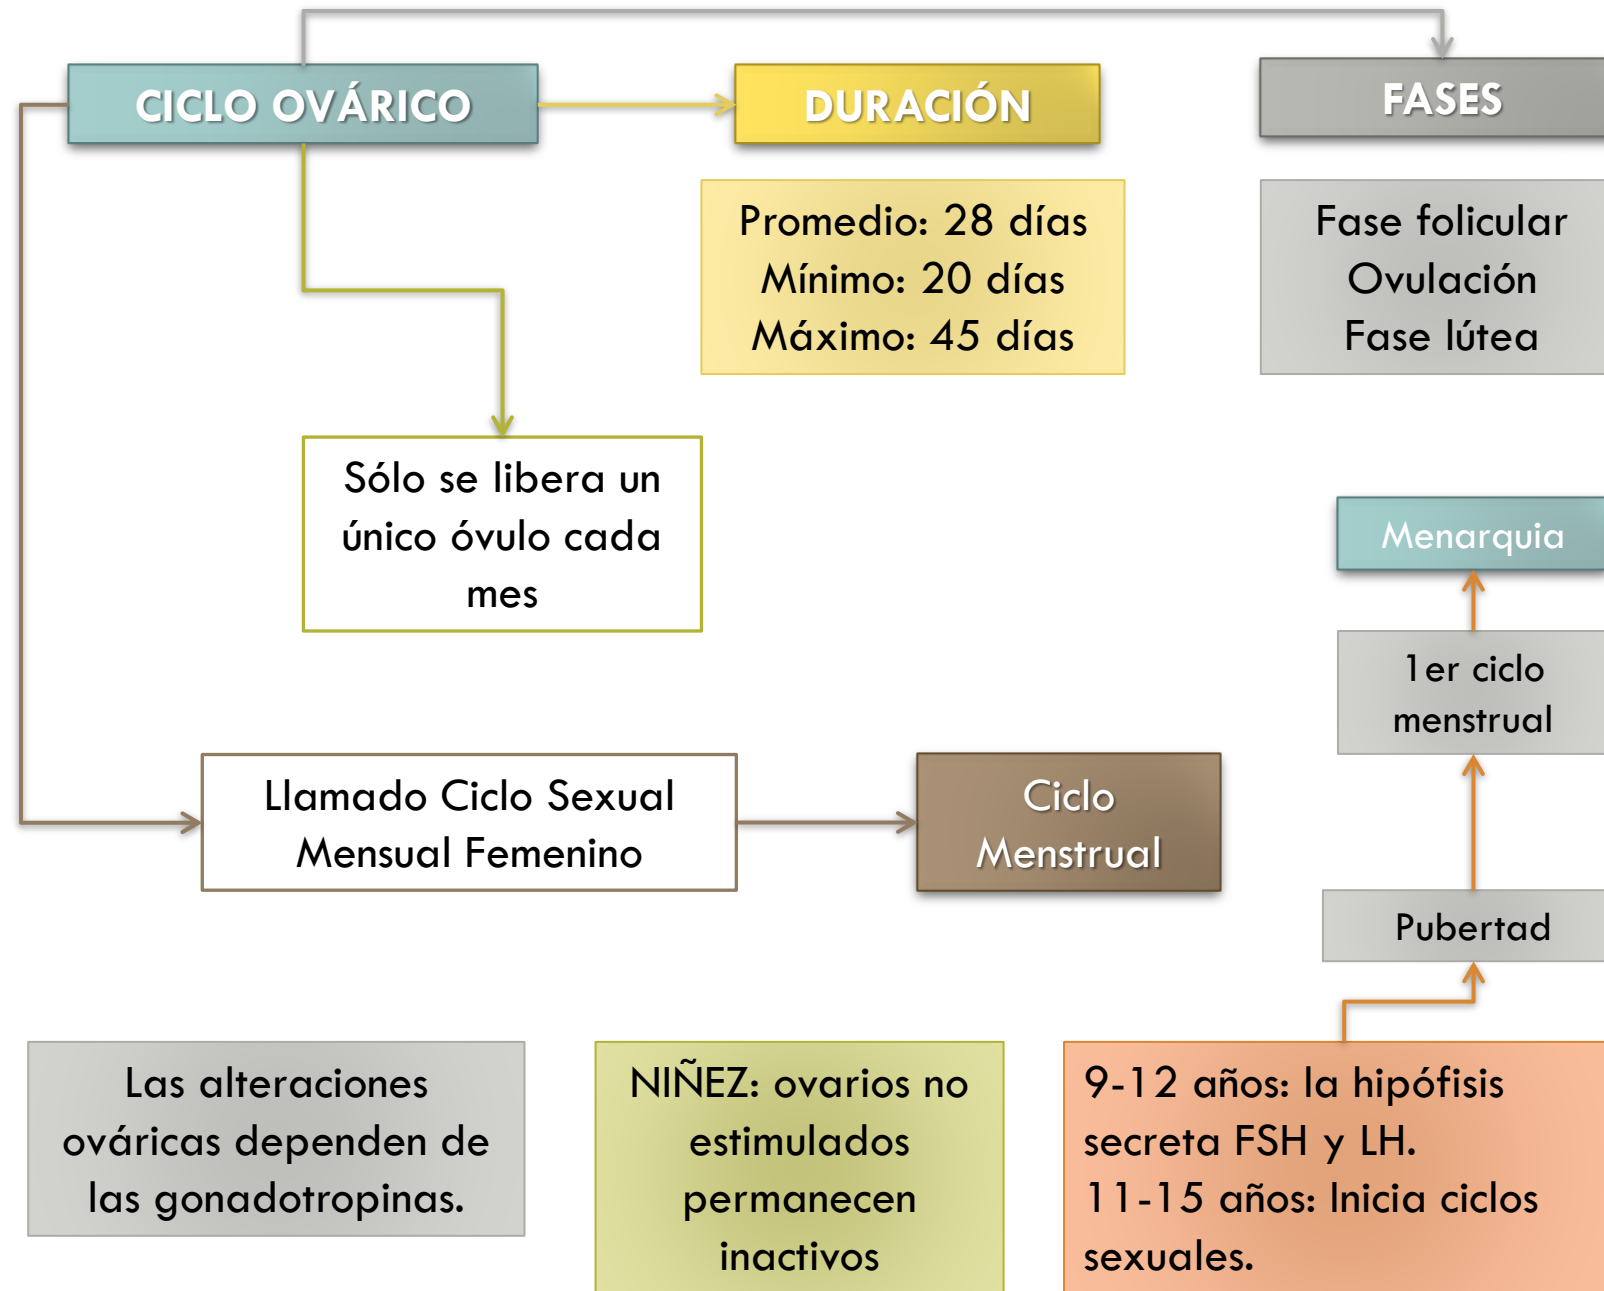 CICLO OVÁRICO
DURACIÓN
FASES
Promedio: 28 días
Mínimo: 20 días
Máximo: 45 días
Fase folicular
Ovulación
Fase lútea
Sólo se libera un
único óvulo cada
mes
Menarquia
1er ciclo
menstrual
Llamado Ciclo Sexual
Mensual Femenino
Ciclo
Menstrual
Pubertad
Las alteraciones
ováricas dependen de
las gonadotropinas.
NIÑEZ: ovarios no
estimulados
permanecen
inactivos
9-12 años: la hipófisis
secreta FSH y LH.
11-15 años: Inicia ciclos
sexuales.